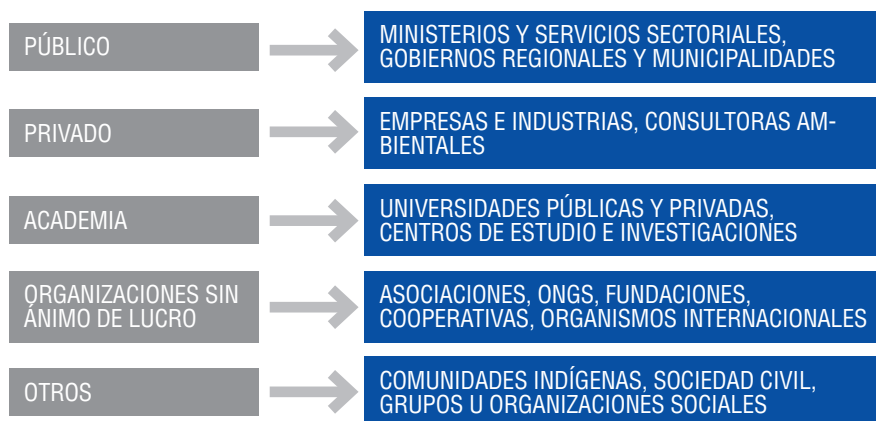 PÚBLICO
MINISTERIOS Y SERVICIOS SECTORIALES,
GOBIERNOS REGIONALES Y MUNICIPALIDADES
PRIVADO
EMPRESAS E INDUSTRIAS, CONSULTORAS AM-
BIENTALES
ACADEMIA
UNIVERSIDADES PÚBLICAS Y PRIVADAS,
CENTROS DE ESTUDIO E INVESTIGACIONES
ORGANIZACIONES SIN
ÁNIMO DE LUCRO
ASOCIACIONES, ONGS, FUNDACIONES,
COOPERATIVAS, ORGANISMOS INTERNACIONALES
OTROS
COMUNIDADES INDÍGENAS, SOCIEDAD CIVIL,
GRUPOS U ORGANIZACIONES SOCIALES